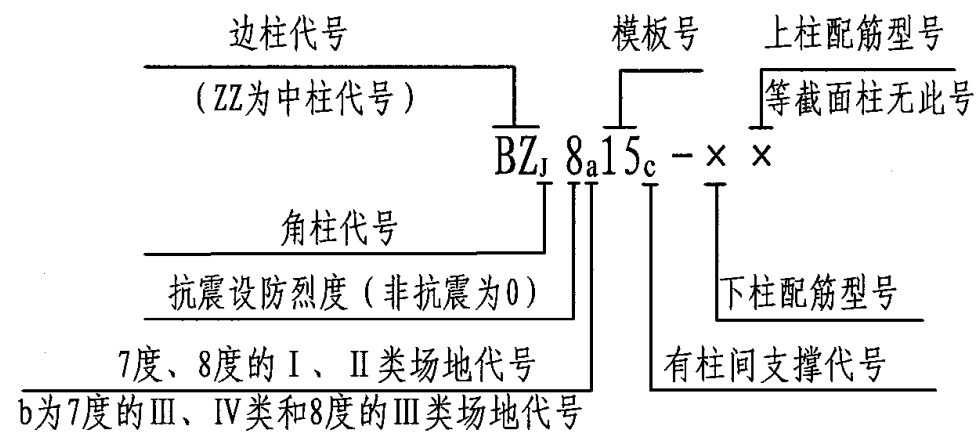 边柱代号
模板号
上柱配筋型号
(ZZ为中柱代号)
等截面柱无此号
BZJ8a15c-××
角柱代号
抗震设防烈度(非抗震为0)
下柱配筋型号
7度、8度的Ⅰ、Ⅱ类场地代号
有柱间支撑代号
b为7度的Ⅲ、Ⅳ类和8度的Ⅲ类场地代号